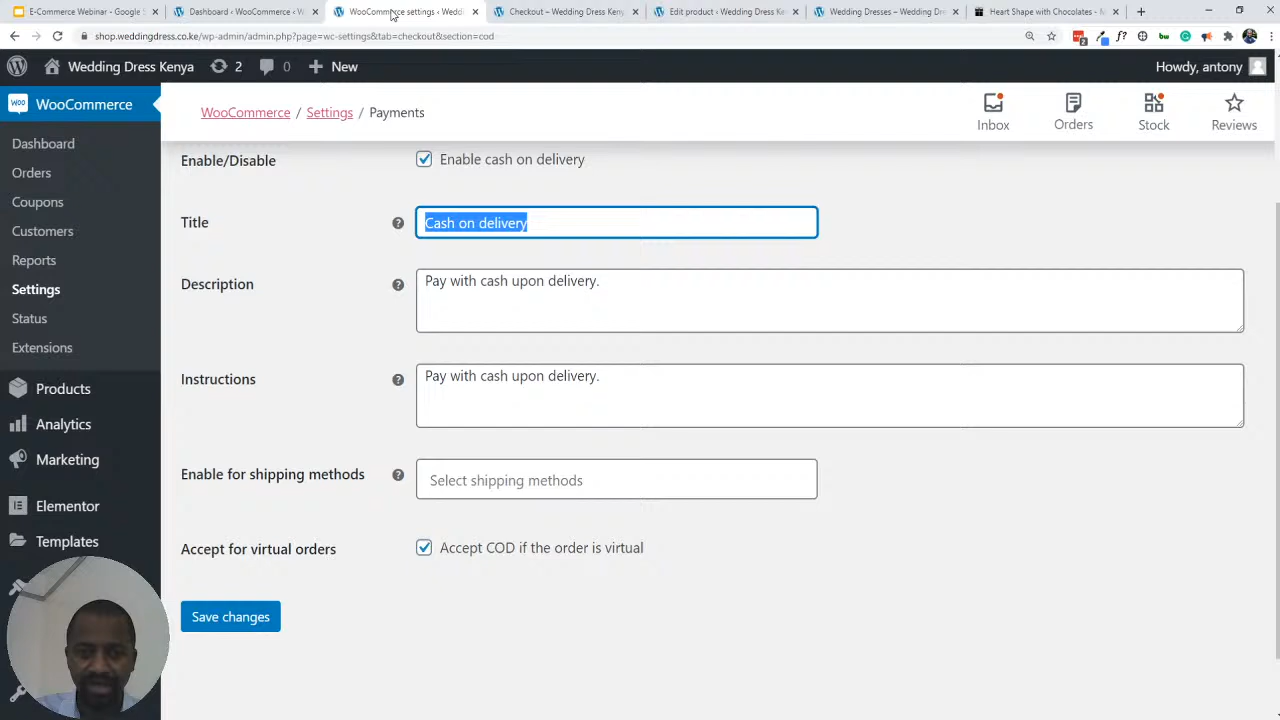 E-Commerce Webinar - Google S
Dashboard ‹ WooCommerce ‹ W
WooCommerce settings ‹ Weddi
Checkout – Wedding Dress Kenya
Edit product ‹ Wedding Dress Ken
Wedding Dresses – Wedding Dre
Heart Shape with Chocolates - M
shop.weddingdress.co.ke/wp-admin/admin.php?page=wc-settings&tab=checkout&section=cod
Wedding Dress Kenya
2
0
New
Howdy, antony
WooCommerce
WooCommerce / Settings / Payments
Inbox
Orders
Stock
Reviews
Dashboard
Orders
Coupons
Customers
Reports
Settings
Status
Extensions
Products
Analytics
Marketing
Elementor
Templates
Enable/Disable
Enable cash on delivery
Title
Cash on delivery
Description
Pay with cash upon delivery.
Instructions
Pay with cash upon delivery.
Enable for shipping methods
Select shipping methods
Accept for virtual orders
Accept COD if the order is virtual
Save changes